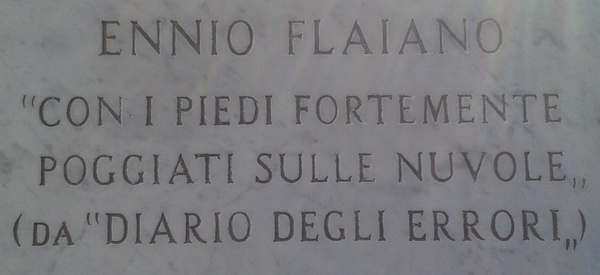 ENNIO FLAIANO
"CON I PIEDI FORTEMENTE
POGGIATI SULLE NUVOLE„
(DA "DIARIO DEGLI ERRORI„)